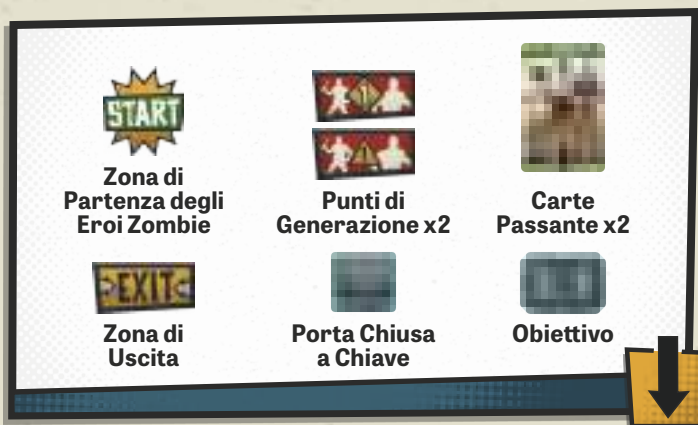 START
Zona di
Partenza degli
Eroi Zombie
1
Punti di
Generazione x2
Carte
Passante x2
EXIT
Zona di
Uscita
Porta Chiusa
a Chiave
Obiettivo